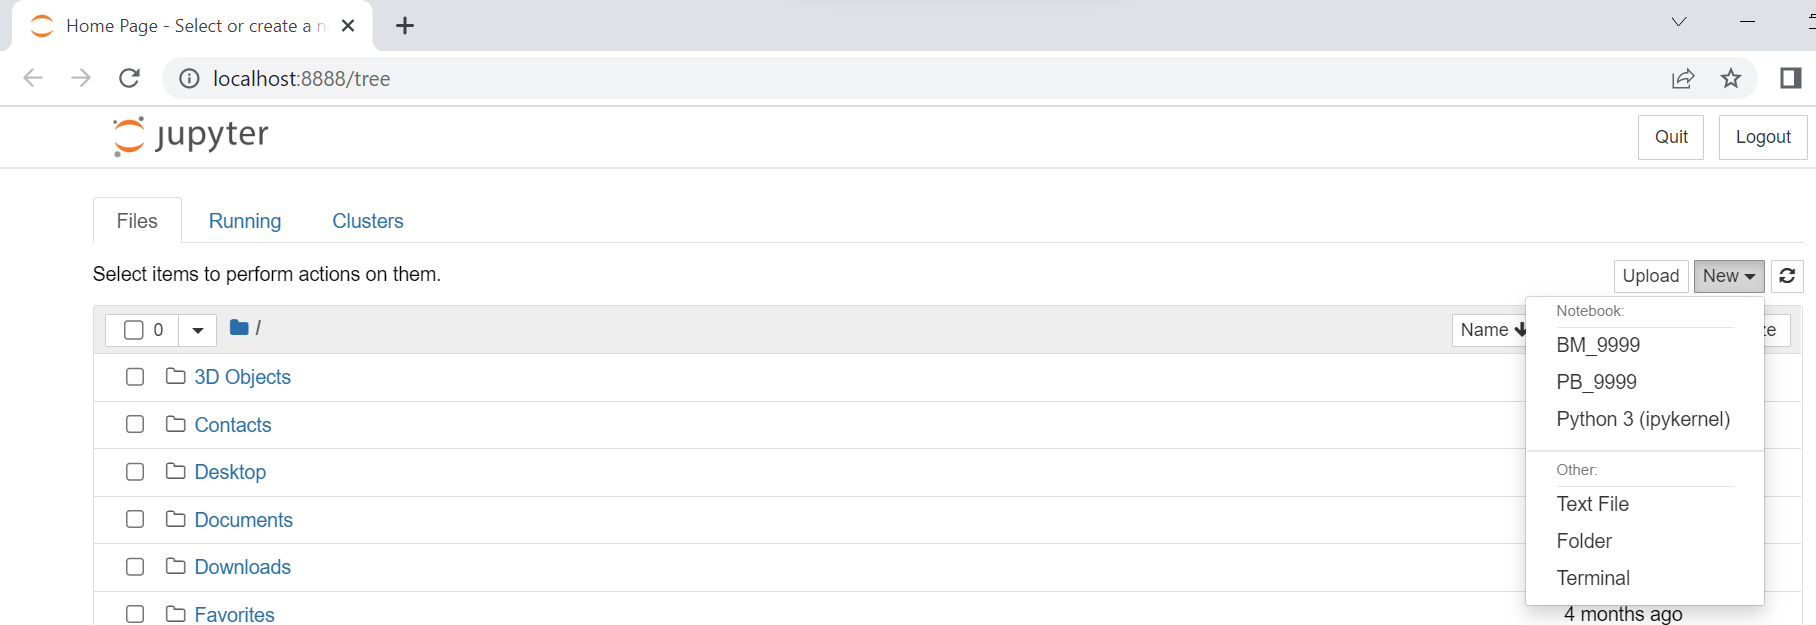 Home Page - Select or create a n
localhost:8888/tree
jupyter
Quit Logout
Files Running Clusters
Select items to perform actions on them.
Upload New
0 /
Name
ze
Notebook:
BM_9999
PB_9999
Python 3 (ipykernel)
Other:
Text File
Folder
Terminal
3D Objects
Contacts
Desktop
Documents
Downloads
Favorites
4 months ago